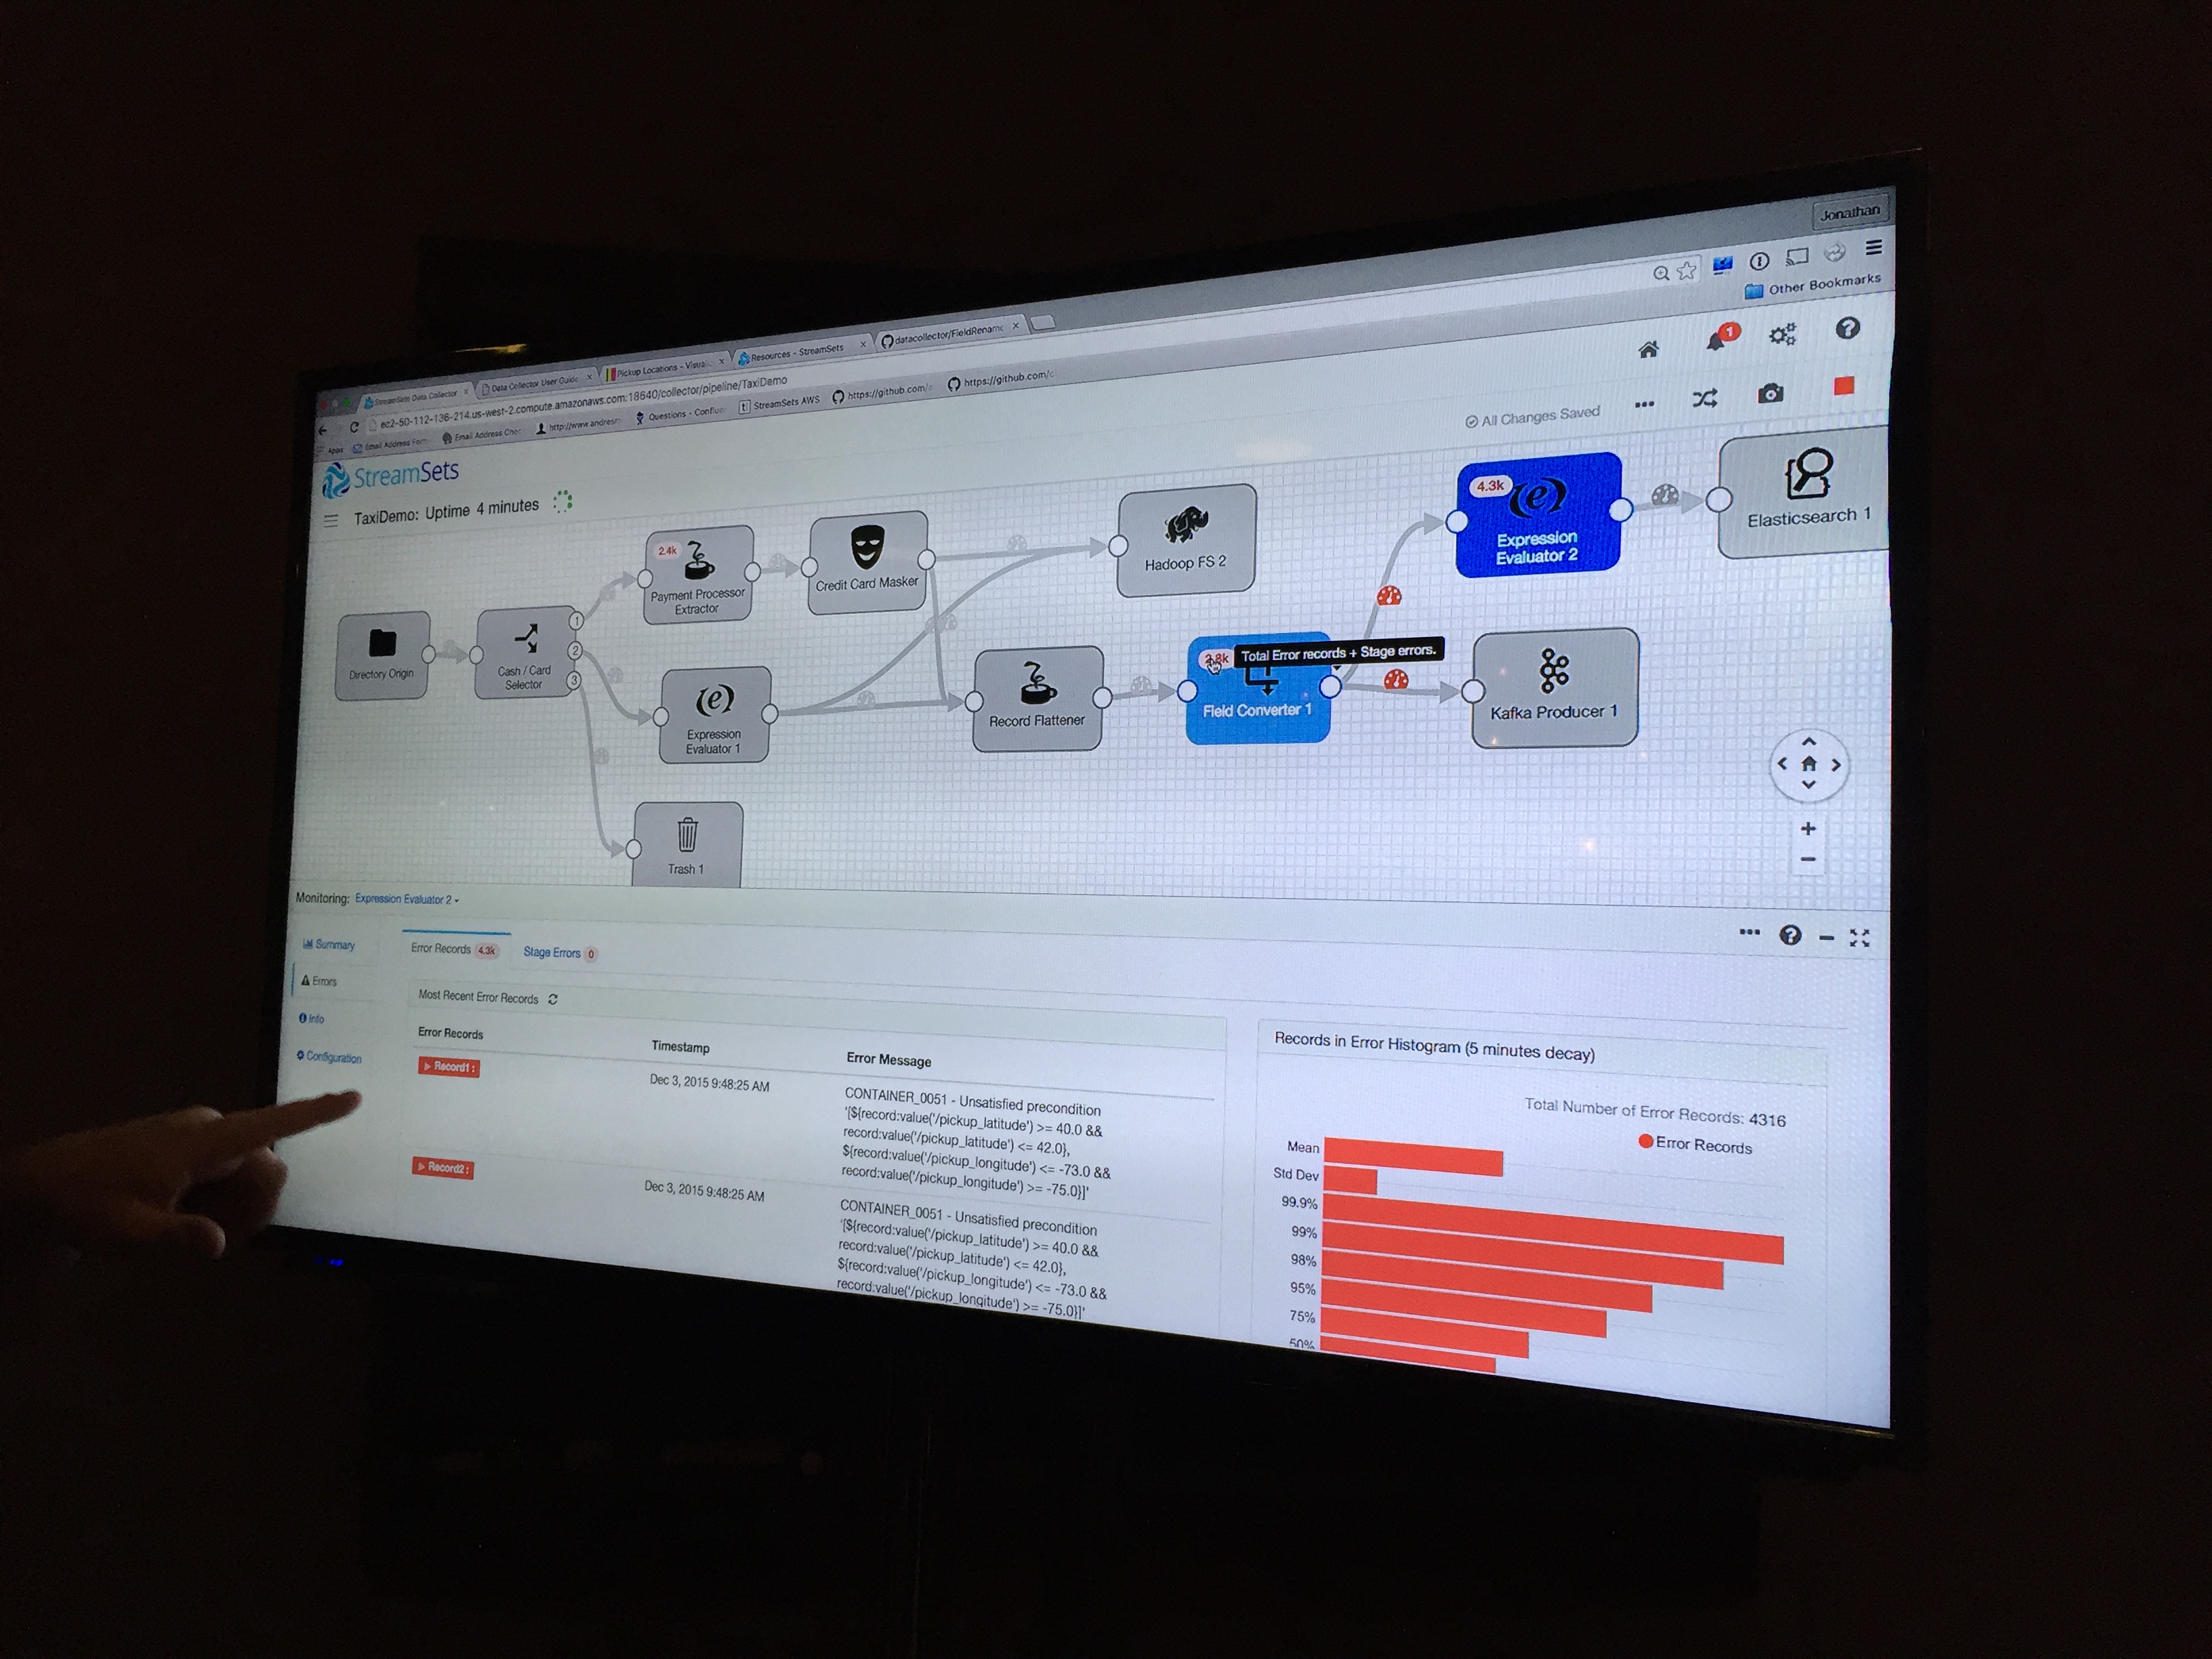 Jonathan
StreamSets Data Collector
Data Collector User Guide
Pickup Locations - Visua
Resources - StreamSets
datacollector/FieldRename
ec2-50-112-136-214.us-west-2.compute.amazonaws.com:18640/collector/pipeline/TaxiDemo
Apps
Email Address Form
Email Address Chec
http://www.andresr
Questions - Conflue
StreamSets AWS
https://github.com/
https://github.com/c
Other Bookmarks
1
StreamSets
All Changes Saved
TaxiDemo: Uptime 4 minutes
Directory Origin
Cash / Card
Selector
1
2
3
2.4k
Payment Processor
Extractor
Credit Card Masker
Hadoop FS 2
4.3k
(e)
Expression
Evaluator 2
Elasticsearch 1
(e)
Expression
Evaluator 1
Record Flattener
Total Error records + Stage errors.
Field Converter 1
Kafka Producer 1
Trash 1
Monitoring: Expression Evaluator 2
Summary
Errors
Info
Configuration
Error Records 4.3k
Stage Errors 0
Most Recent Error Records
Error Records
Timestamp
Error Message
Record1:
Dec 3, 2015 9:48:25 AM
CONTAINER_0051 - Unsatisfied precondition
'[${record:value('/pickup_latitude') >= 40.0 &&
record:value('/pickup_latitude') <= 42.0},
${record:value('/pickup_longitude') <= -73.0 &&
record:value('/pickup_longitude') >= -75.0}]'
Record2:
Dec 3, 2015 9:48:25 AM
CONTAINER_0051 - Unsatisfied precondition
'[${record:value('/pickup_latitude') >= 40.0 &&
record:value('/pickup_latitude') <= 42.0},
${record:value('/pickup_longitude') <= -73.0 &&
record:value('/pickup_longitude') >= -75.0}]'
Records in Error Histogram (5 minutes decay)
Total Number of Error Records: 4316
Error Records
Mean
Std Dev
99.9%
99%
98%
95%
75%
50%